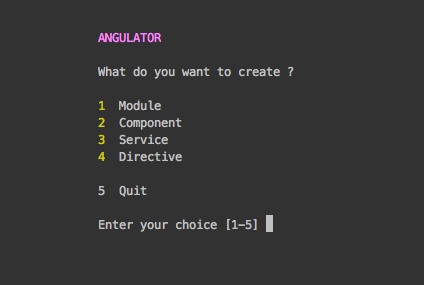 ANGULATOR
What do you want to create ?
1 Module
2 Component
3 Service
4 Directive
5 Quit
Enter your choice [1-5]